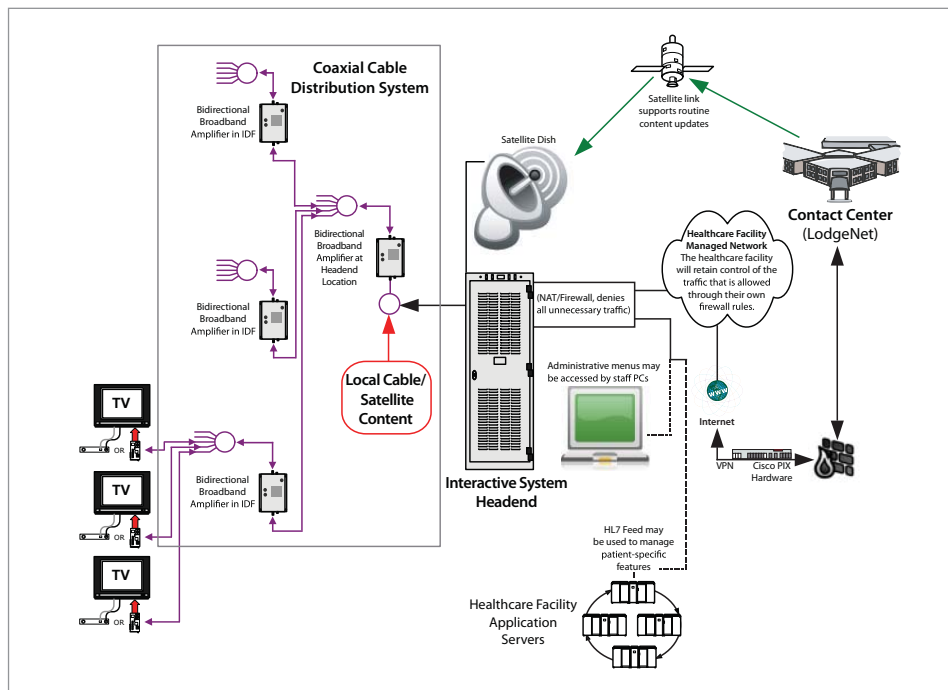 Coaxial Cable
Distribution System
Bidirectional
Broadband
Amplifier in IDF
Bidirectional
Broadband
Amplifier at
Headend
Location
Bidirectional
Broadband
Amplifier in IDF
Local Cable/
Satellite
Content
Bidirectional
Broadband
Amplifier in IDF
TV
OR
TV
OR
TV
OR
Satellite Dish
Satellite link
supports routine
content updates
Contact Center
(LodgeNet)
Healthcare Facility
Managed Network
The healthcare facility
will retain control of the
traffic that is allowed
through their own
firewall rules.
(NAT/Firewall, denies
all unnecessary traffic)
Administrative menus may
be accessed by staff PCs
Interactive System
Headend
www
Internet
VPN
Cisco PIX
Hardware
HL7 Feed may
be used to manage
patient-specific
features
Healthcare Facility
Application
Servers